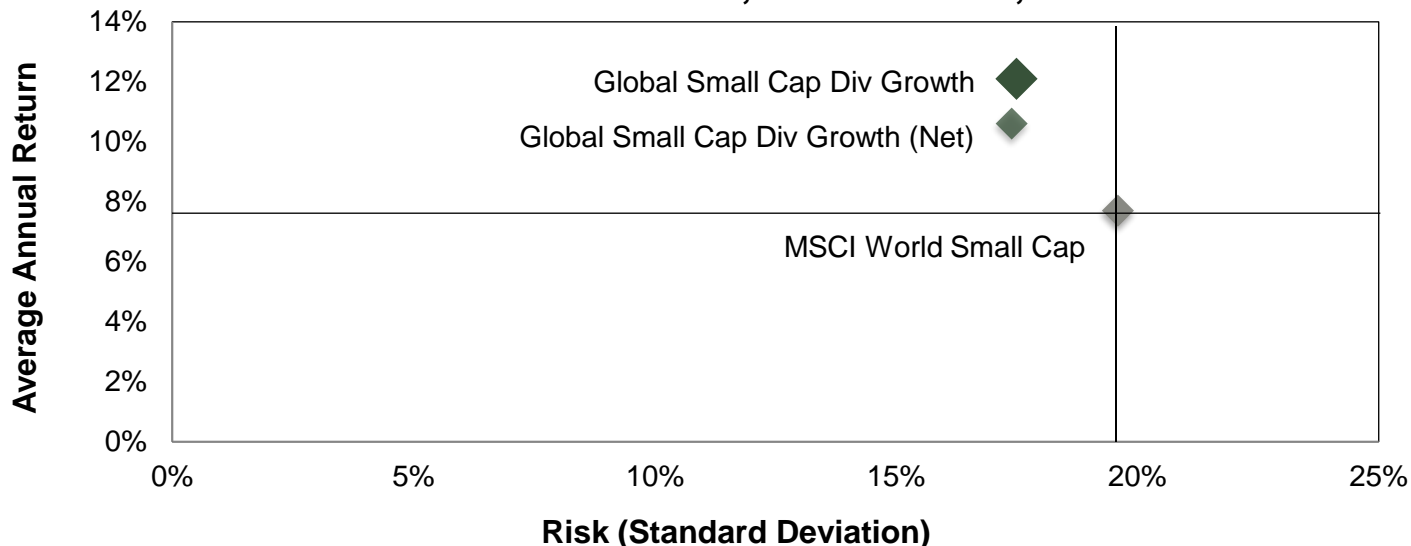 14%
12%
10%
8%
6%
4%
2%
0%
Average Annual Return
Global Small Cap Div Growth
Global Small Cap Div Growth (Net)
MSCI World Small Cap
0% 5% 10% 15% 20% 25%
Risk (Standard Deviation)